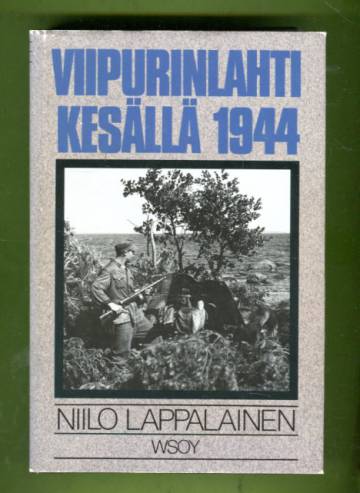 VIIPURINLAHTI
KESÄLLÄ 1944
NIILO LAPPALAINEN
WSOY